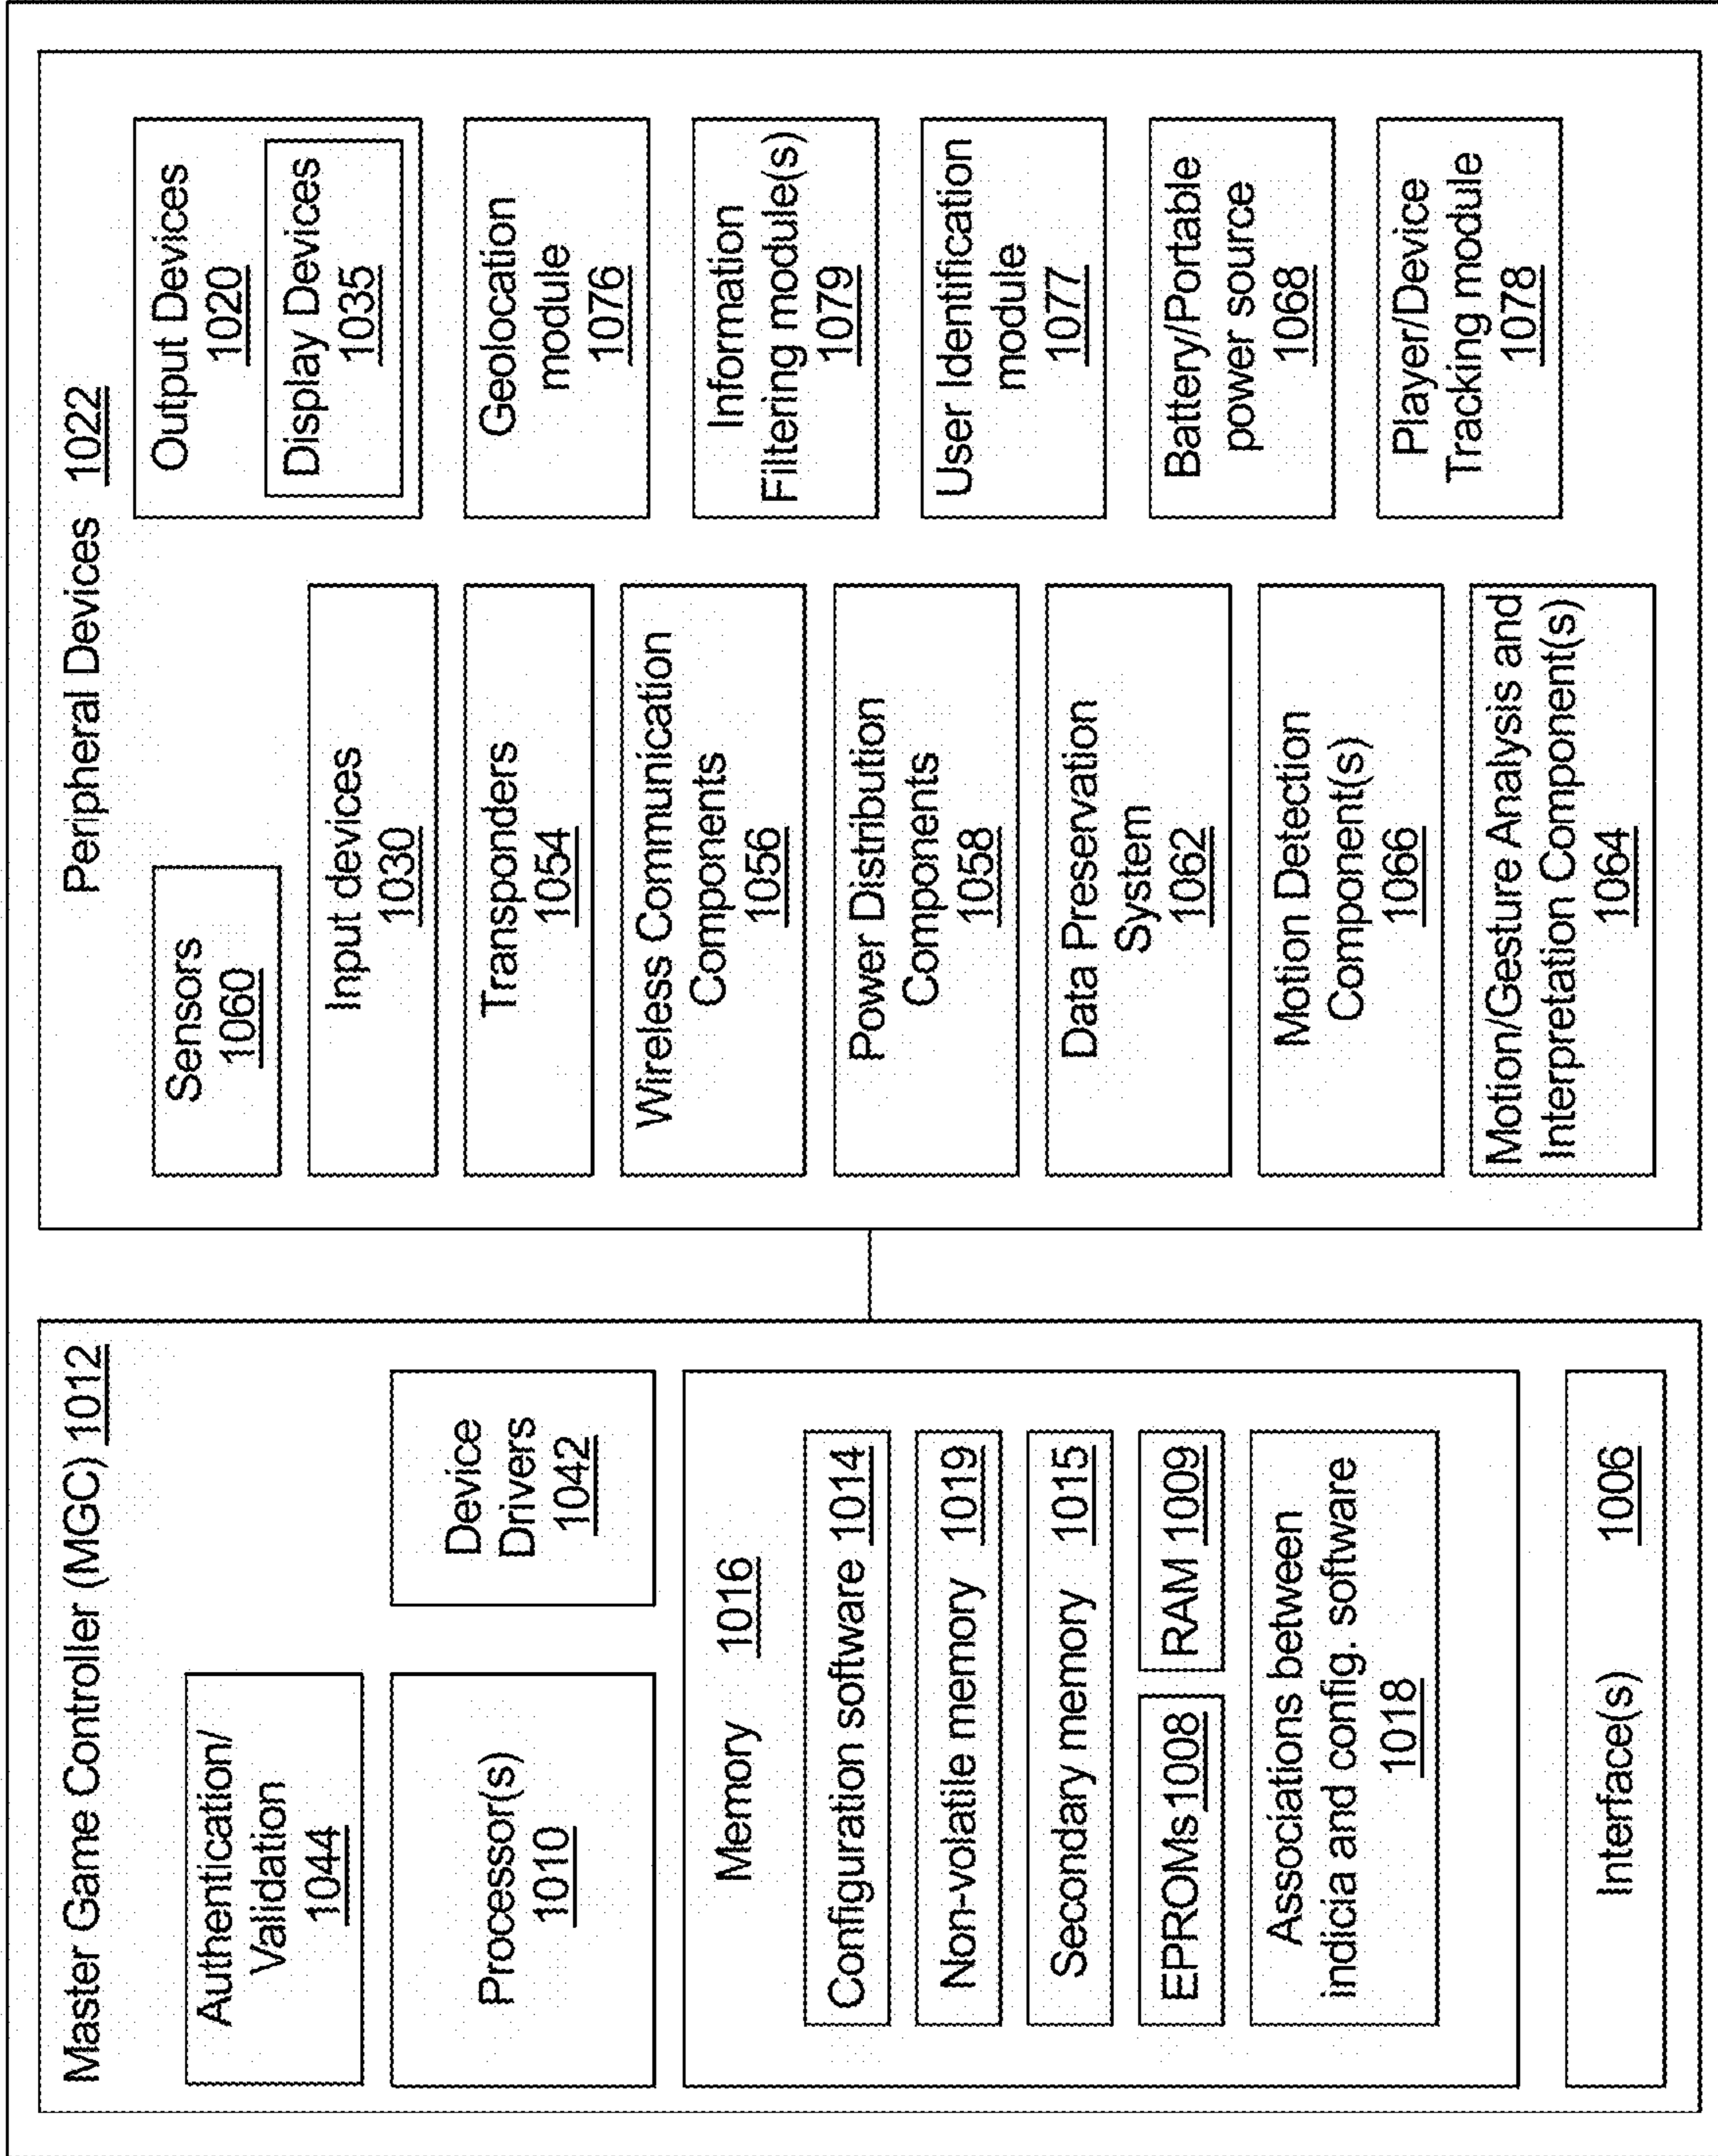 Master Game Controller (MGC) 1012
Authentication/
Validation
1044
Processor(s)
1010
Device
Drivers
1042
Memory 1016
Configuration software 1014
Non-volatile memory 1019
Secondary memory 1015
EPROMs 1008
RAM 1009
Associations between
indicia and config. software
1018
Interface(s) 1006
Peripheral Devices 1022
Sensors
1060
Input devices
1030
Transponders
1054
Wireless Communication
Components
1056
Power Distribution
Components
1058
Data Preservation
System
1062
Motion Detection
Component(s)
1066
Motion/Gesture Analysis and
Interpretation Component(s)
1064
Output Devices
1020
Display Devices
1035
Geolocation
module
1076
Information
Filtering module(s)
1079
User Identification
module
1077
Battery/Portable
power source
1068
Player/Device
Tracking module
1078